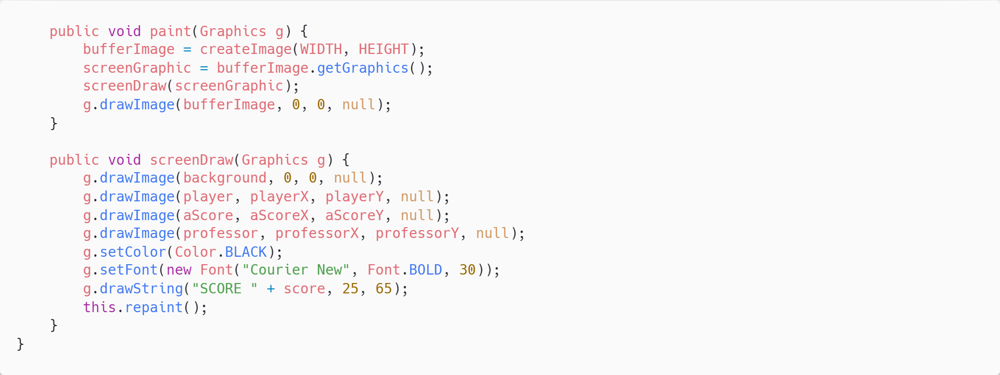 public void paint(Graphics g) {
bufferImage = createImage(WIDTH, HEIGHT);
screenGraphic = bufferImage.getGraphics();
screenDraw(screenGraphic);
g.drawImage(bufferImage, 0, 0, null);
}
public void screenDraw(Graphics g) {
g.drawImage(background, 0, 0, null);
g.drawImage(player, playerX, playerY, null);
g.drawImage(aScore, aScoreX, aScoreY, null);
g.drawImage(professor, professorX, professorY, null);
g.setColor(Color.BLACK);
g.setFont(new Font("Courier New", Font.BOLD, 30));
g.drawString("SCORE " + score, 25, 65);
this.repaint();
}
}